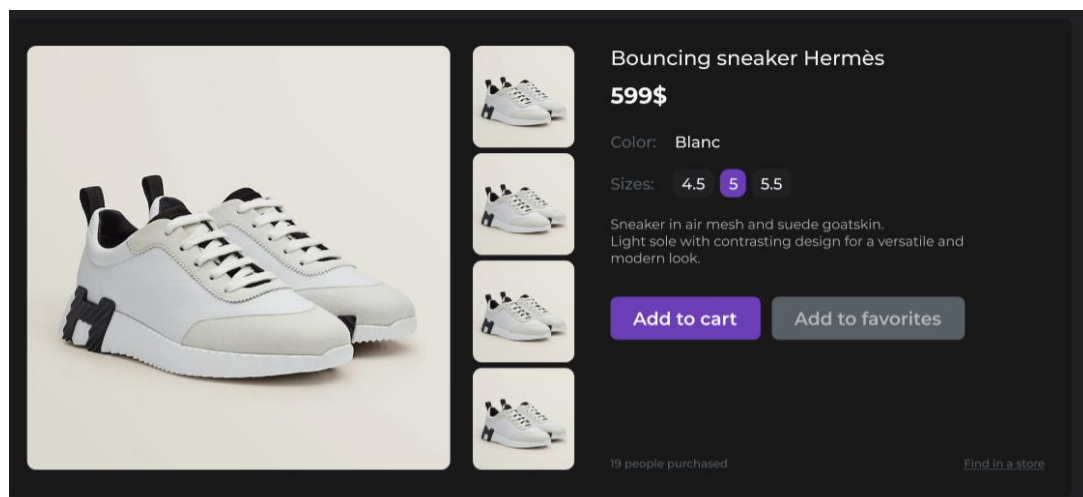 Bouncing sneaker Hermès
599$
Color: Blanc
Sizes: 4.5 5 5.5
Sneaker in air mesh and suede goatskin.
Light sole with contrasting design for a versatile and
modern look.
Add to cart Add to favorites
19 people purchased Find in a store